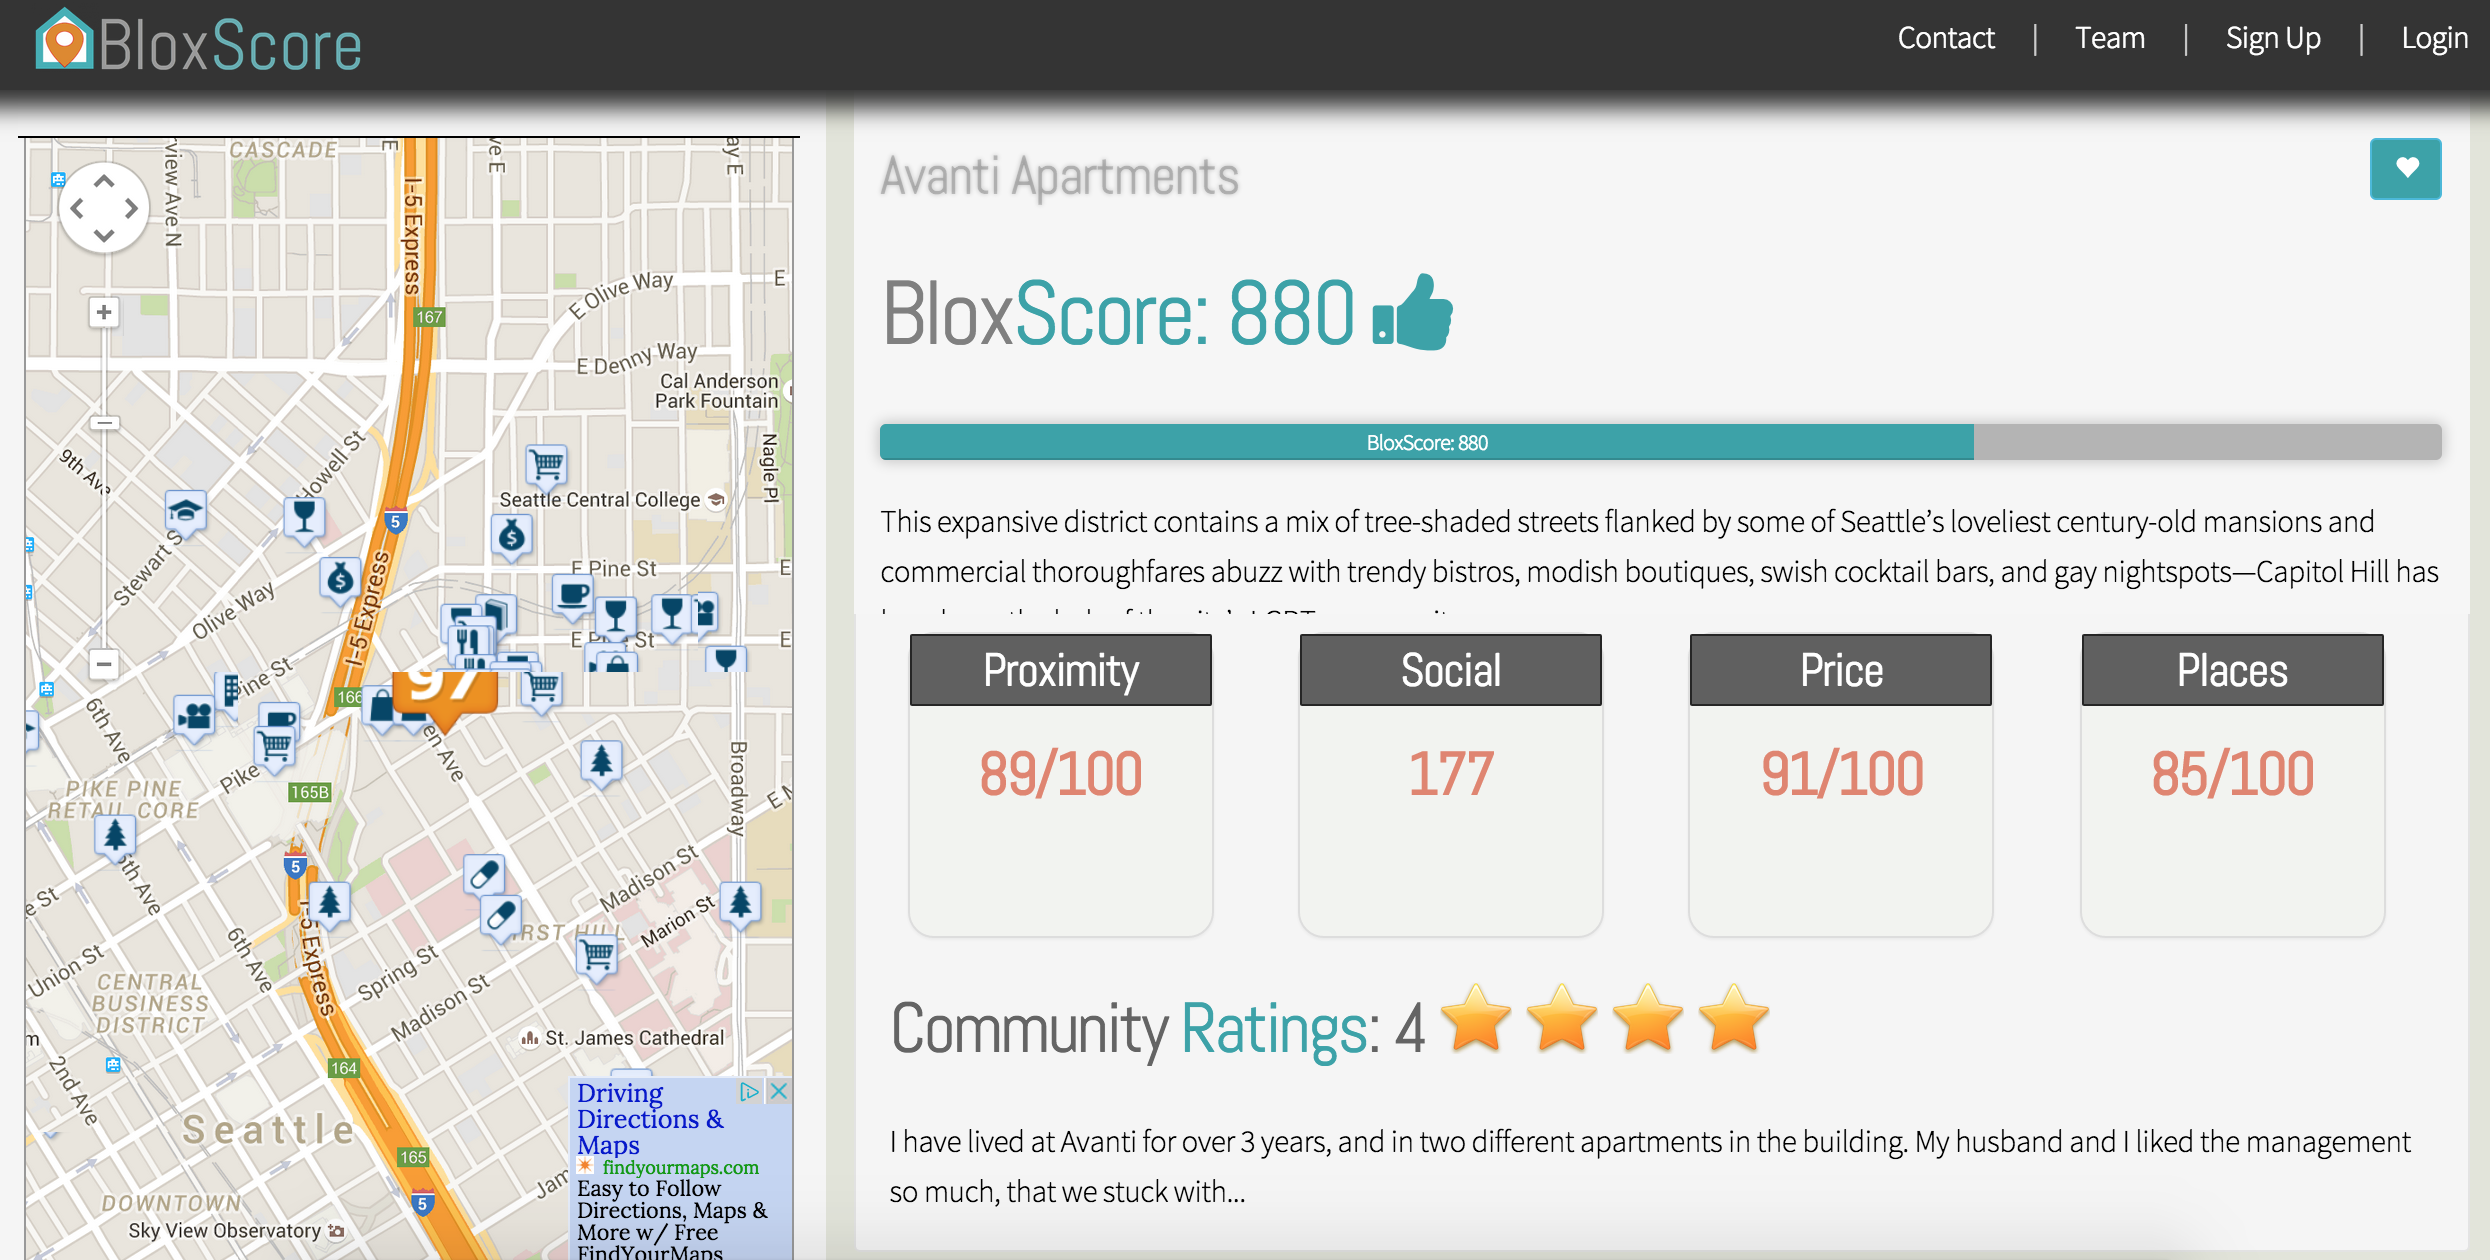 BloxScore
Contact | Team | Sign Up | Login
CASCADE
view Ave N
I-5 Express
ay E
167
E Olive Way
E
E Denny Way
Cal Anderson
Park Fountain
Nagle Pl
9th Ave
Howell St
Seattle Central College
5
Stewart S
E Pine St
E
Olive Way
I-5 Express
St
E
Pine St
166
97
6th Ave
en Ave
Broadway
Pike
PIKE PINE
RETAIL CORE
165B
E
5
Madison St
Marion St
e St
I-5 Express
6th Ave
Union St
Spring St
CENTRAL
BUSINESS
DISTRICT
Madison St
St. James Cathedral
2nd Ave
164
Seattle
165
DOWNTOWN
5
Sky View Observatory
Driving
Directions &
Maps
findyourmaps.com
Easy to Follow
Directions, Maps &
More w/ Free
FindYourMaps
Avanti Apartments
BloxScore: 880
BloxScore: 880
This expansive district contains a mix of tree-shaded streets flanked by some of Seattle’s loveliest century-old mansions and
commercial thoroughfares abuzz with trendy bistros, modish boutiques, swish cocktail bars, and gay nightspots—Capitol Hill has
Proximity
89/100
Social
177
Price
91/100
Places
85/100
Community Ratings: 4
I have lived at Avanti for over 3 years, and in two different apartments in the building. My husband and I liked the management
so much, that we stuck with...